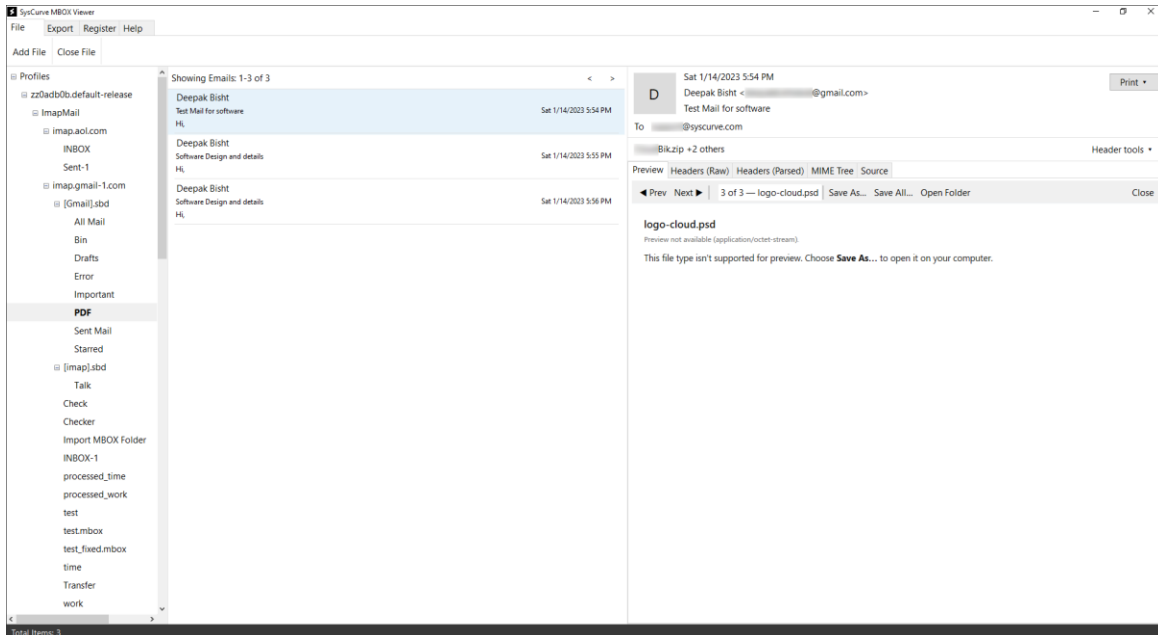 SysCurve MBOX Viewer
File Export Register Help
Add File Close File
Profiles
zz0adb0b.default-release
ImapMail
imap.aol.com
INBOX
Sent-1
imap.gmail-1.com
[Gmail].sbd
All Mail
Bin
Drafts
Error
Important
PDF
Sent Mail
Starred
[imap].sbd
Talk
Check
Checker
Import MBOX Folder
INBOX-1
processed_time
processed_work
test
test.mbox
test_fixed.mbox
time
Transfer
work
Showing Emails: 1-3 of 3 < >
Deepak Bisht
Test Mail for software Sat 1/14/2023 5:54 PM
Hi,
Deepak Bisht
Software Design and details Sat 1/14/2023 5:55 PM
Hi,
Deepak Bisht
Software Design and details Sat 1/14/2023 5:56 PM
Hi,
D
Sat 1/14/2023 5:54 PM
Deepak Bisht < @gmail.com>
Test Mail for software
Print
To @syscurve.com
Bik.zip +2 others Header tools
Preview Headers (Raw) Headers (Parsed) MIME Tree Source
◀ Prev Next ▶ 3 of 3 — logo-cloud.psd Save As... Save All... Open Folder Close
logo-cloud.psd
Preview not available (application/octet-stream)
This file type isn't supported for preview. Choose Save As... to open it on your computer.
Total Items: 3